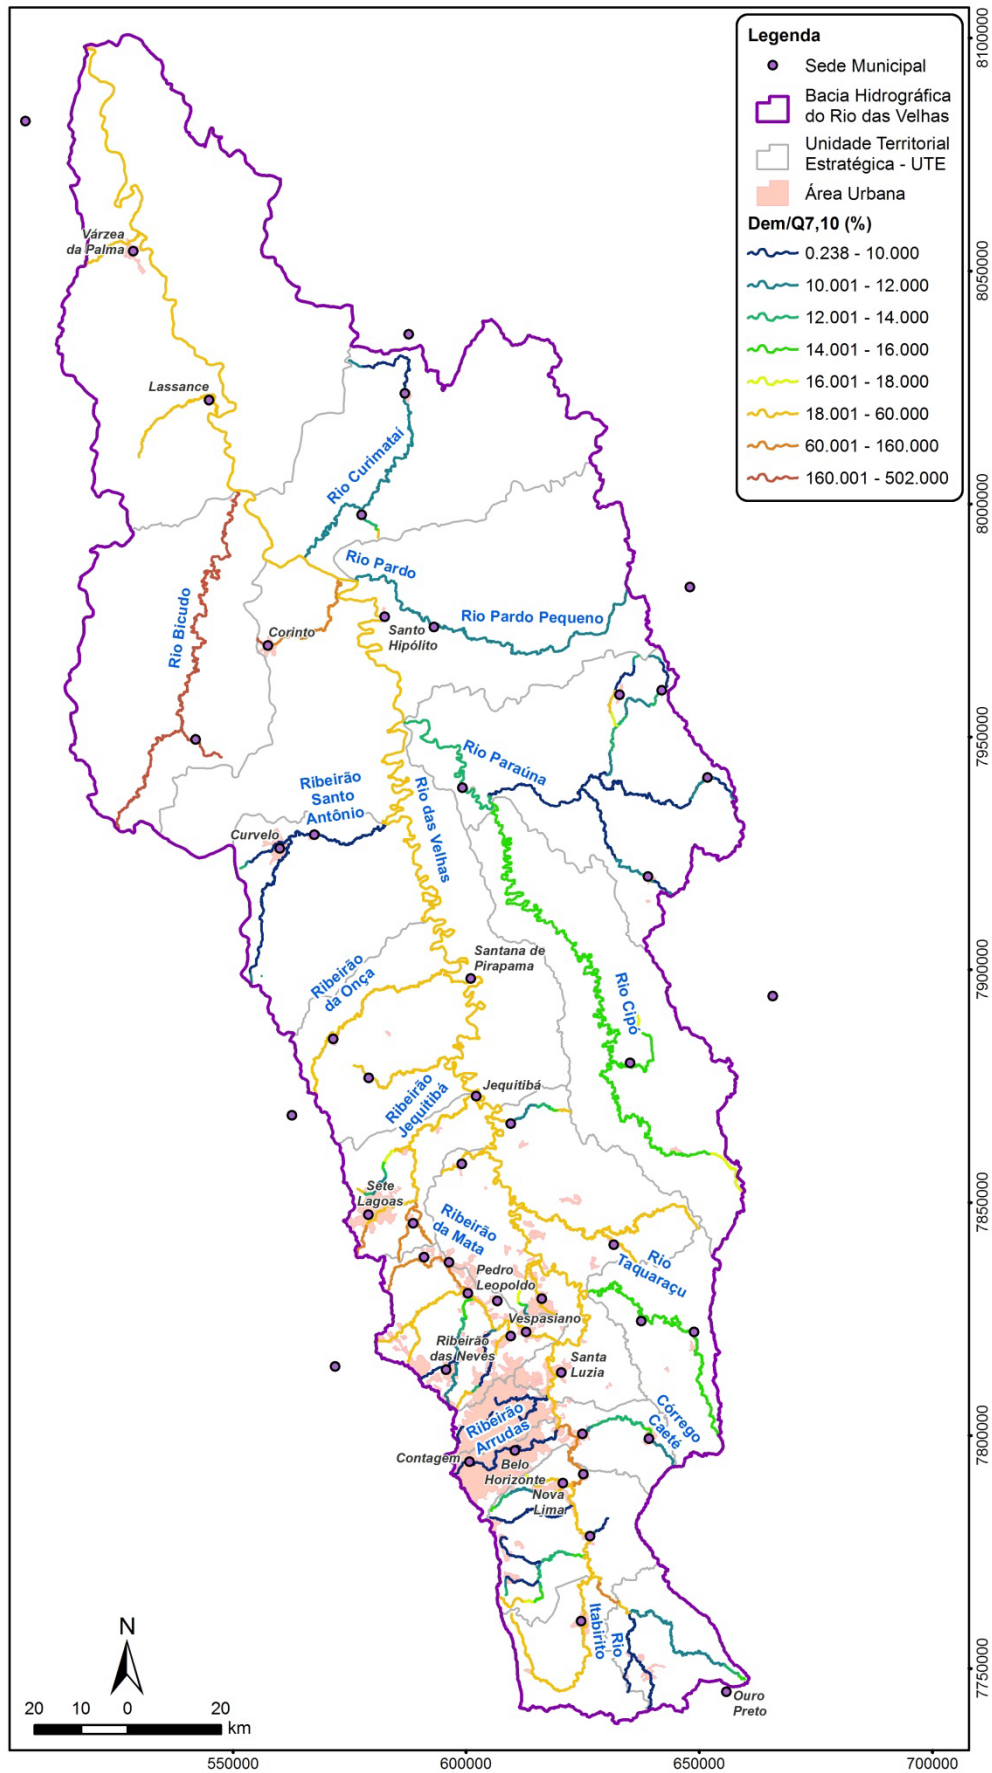 Legenda
Sede Municipal
Bacia Hidrográfica
do Rio das Velhas
Unidade Territorial
Estratégica - UTE
Área Urbana
Dem/Q7,10 (%)
0.238 - 10.000
10.001 - 12.000
12.001 - 14.000
14.001 - 16.000
16.001 - 18.000
18.001 - 60.000
60.001 - 160.000
160.001 - 502.000
8100000
8050000
8000000
7950000
7900000
7850000
7800000
7750000
Várzea
da Palma
Lassance
Rio Curimataí
Rio Pardo
Rio Pardo Pequeno
Rio Bicudo
Corinto
Santo
Hipólito
Rio Paraúna
Ribeirão
Santo
Antônio
Rio das Velhas
Curvelo
Santana de
Pirapama
Ribeirão
da Onça
Rio Cipó
Ribeirão
Jequitibá
Jequitibá
Sete
Lagoas
Ribeirão
da Mata
Rio
Taquaraçu
Pedro
Leopoldo
Vespasiano
Ribeirão
das Neves
Santa
Luzia
Ribeirão
Arrudas
Córrego
Caeté
Contagem
Belo
Horizonte
Nova
Lima
Rio
Itabirito
Ouro
Preto
N
20 10 0 20
km
550000 600000 650000 700000